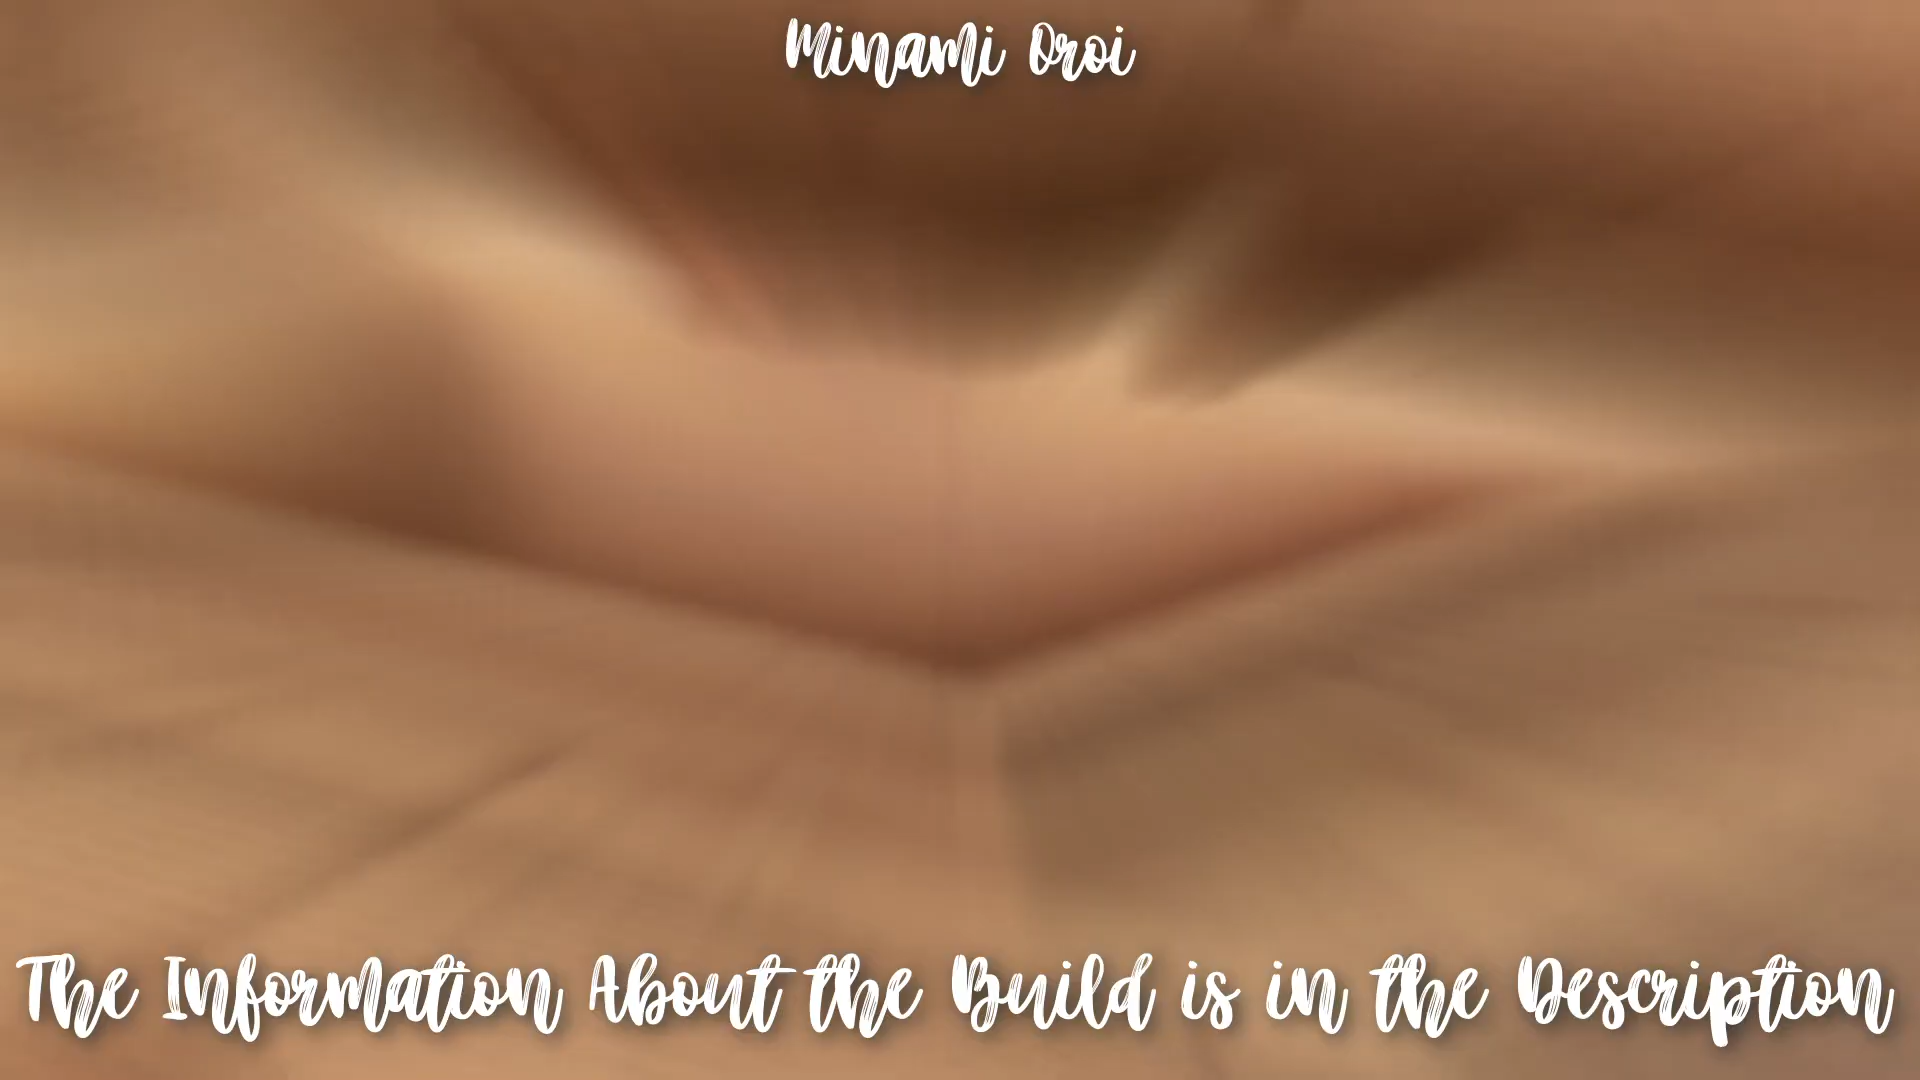 Minami Oroi
The Information About the Build is in the Description